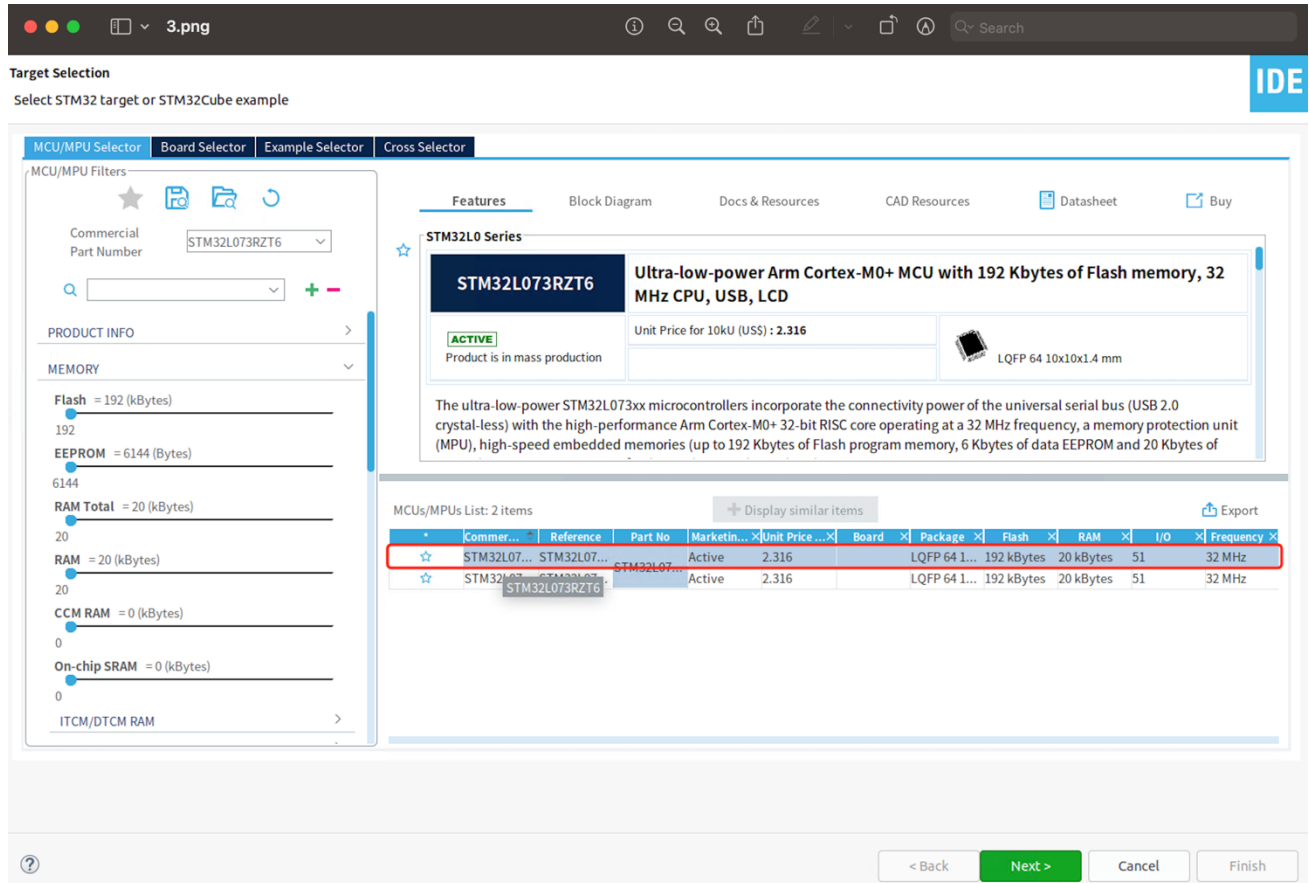 3.png
Search
Target Selection
Select STM32 target or STM32Cube example
IDE
MCU/MPU Selector Board Selector Example Selector Cross Selector
MCU/MPU Filters
Commercial
Part Number
STM32L073RZT6
PRODUCT INFO
MEMORY
Flash = 192 (kBytes)
192
EEPROM = 6144 (Bytes)
6144
RAM Total = 20 (kBytes)
20
RAM = 20 (kBytes)
20
CCM RAM = 0 (kBytes)
0
On-chip SRAM = 0 (kBytes)
0
ITCM/DTCM RAM
Features Block Diagram Docs & Resources CAD Resources Datasheet Buy
STM32L0 Series
STM32L073RZT6
Ultra-low-power Arm Cortex-M0+ MCU with 192 Kbytes of Flash memory, 32
MHz CPU, USB, LCD
ACTIVE
Product is in mass production
Unit Price for 10kU (US$) : 2.316
LQFP 64 10x10x1.4 mm
The ultra-low-power STM32L073xx microcontrollers incorporate the connectivity power of the universal serial bus (USB 2.0
crystal-less) with the high-performance Arm Cortex-M0+ 32-bit RISC core operating at a 32 MHz frequency, a memory protection unit
(MPU), high-speed embedded memories (up to 192 Kbytes of Flash program memory, 6 Kbytes of data EEPROM and 20 Kbytes of
MCUs/MPUs List: 2 items + Display similar items Export
* Commer... Reference Part No Marketin... Unit Price ... Board Package Flash RAM I/O Frequency
STM32L07... STM32L07... STM32L07... Active 2.316 LQFP 64 1... 192 kBytes 20 kBytes 51 32 MHz
Active 2.316 LQFP 64 1... 192 kBytes 20 kBytes 51 32 MHz
STM32L073RZT6
< Back Next > Cancel Finish